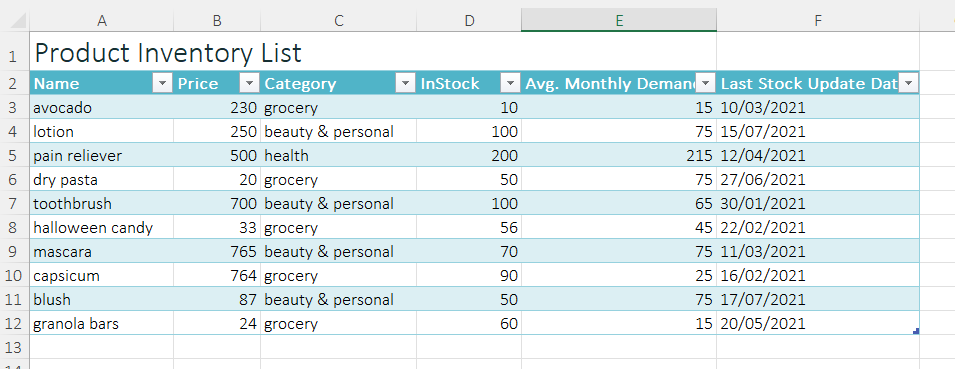 A B C D E F
1 Product Inventory List
2 Name Price Category InStock Avg. Monthly Deman Last Stock Update Dat
3 avocado 230 grocery 10 15 10/03/2021
4 lotion 250 beauty & personal 100 75 15/07/2021
5 pain reliever 500 health 200 215 12/04/2021
6 dry pasta 20 grocery 50 75 27/06/2021
7 toothbrush 700 beauty & personal 100 65 30/01/2021
8 halloween candy 33 grocery 56 45 22/02/2021
9 mascara 765 beauty & personal 70 75 11/03/2021
10 capsicum 764 grocery 90 25 16/02/2021
11 blush 87 beauty & personal 50 75 17/07/2021
12 granola bars 24 grocery 60 15 20/05/2021
13